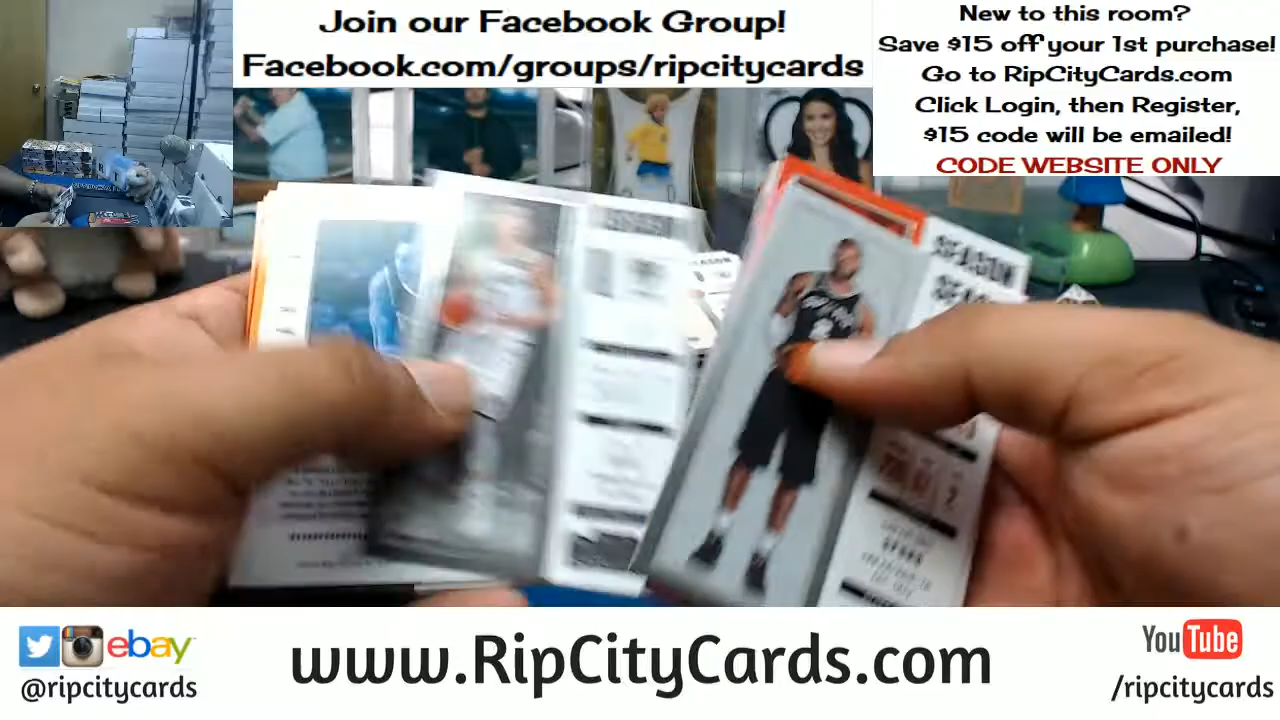 Join our Facebook Group!
Facebook.com/groups/ripcitycards
New to this room?
Save $15 off your 1st purchase!
Go to RipCityCards.com
Click Login, then Register,
$15 code will be emailed!
CODE WEBSITE ONLY
SEASON
SPURS
ebay
@ripcitycards
www.RipCityCards.com
YouTube
/ripcitycards